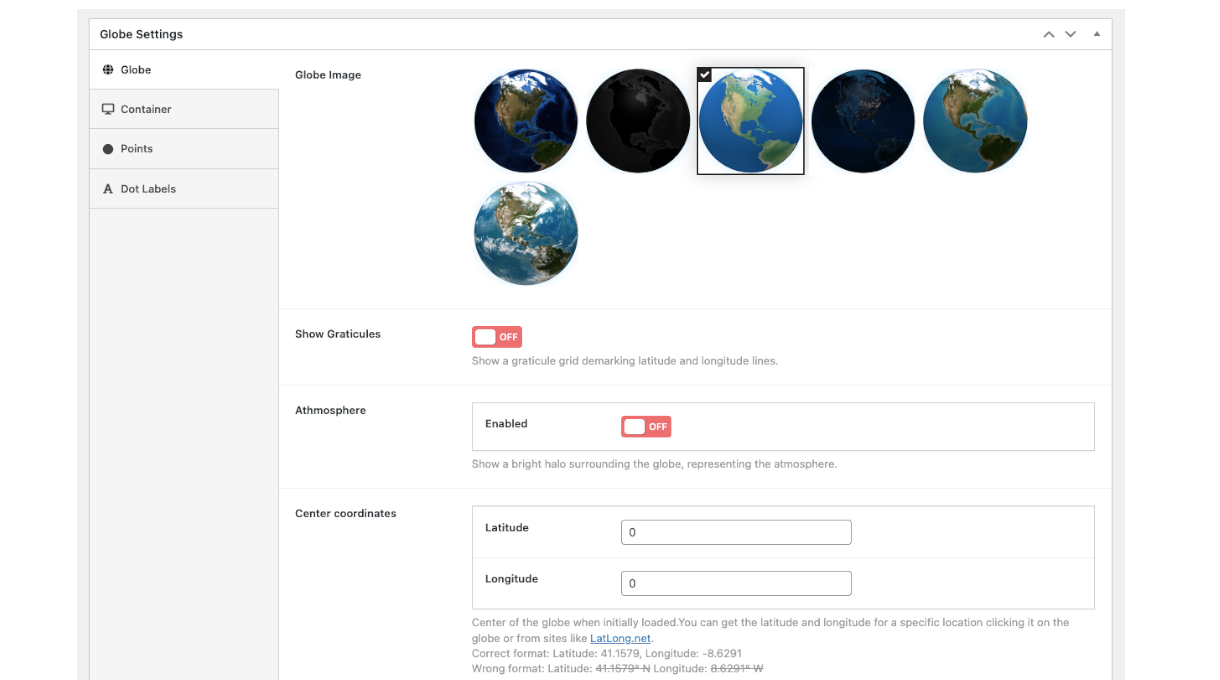 Globe Settings
Globe
Container
Points
Dot Labels
Globe Image
Show Graticules
OFF
Show a graticule grid demarking latitude and longitude lines.
Athmosphere
Enabled
OFF
Show a bright halo surrounding the globe, representing the atmosphere.
Center coordinates
Latitude
0
Longitude
0
Center of the globe when initially loaded.You can get the latitude and longitude for a specific location clicking it on the
globe or from sites like LatLong.net.
Correct format: Latitude: 41.1579, Longitude: -8.6291
Wrong format: Latitude: 41.1579° N Longitude: 8.6291° W